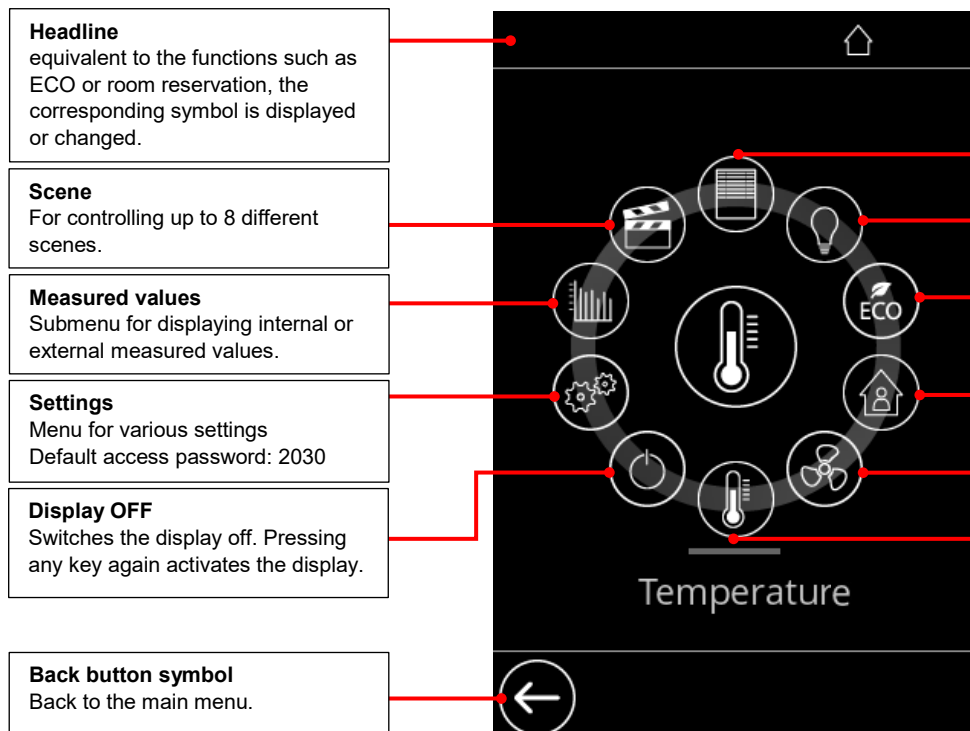 Headline
equivalent to the functions such as
ECO or room reservation, the
corresponding symbol is displayed
or changed.
Scene
For controlling up to 8 different
scenes.
Measured values
Submenu for displaying internal or
external measured values.
Settings
Menu for various settings
Default access password: 2030
Display OFF
Switches the display off. Pressing
any key again activates the display.
Back button symbol
Back to the main menu.
ECO
Temperature